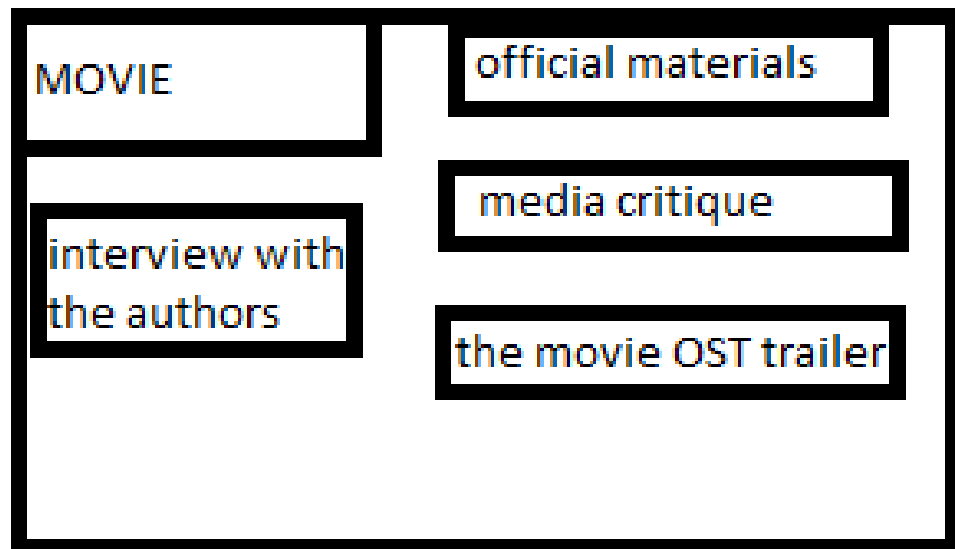 MOVIE
official materials
media critique
interview with
the authors
the movie OST trailer